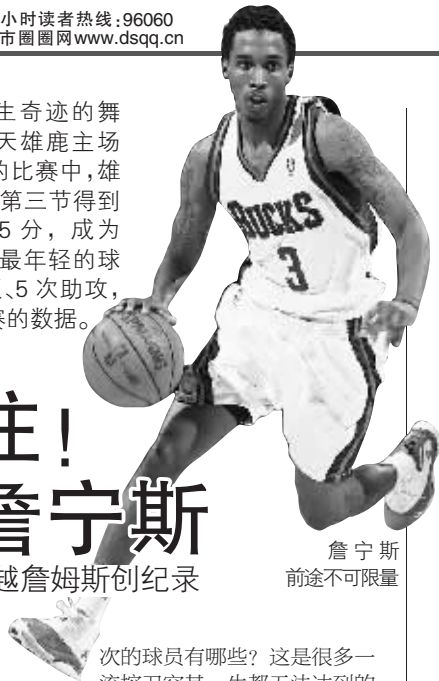 小时读者热线:96060
市圈圈网www.dsqq.cn
生奇迹的舞
天雄鹿主场
的比赛中,雄
第三节得到
5 分，成为
最年轻的球
、5 次助攻，
赛的数据。
BUCKS
3
注!
詹宁斯
越詹姆斯创纪录
詹宁斯
前途不可限量
次的球员有哪些？这是很多一